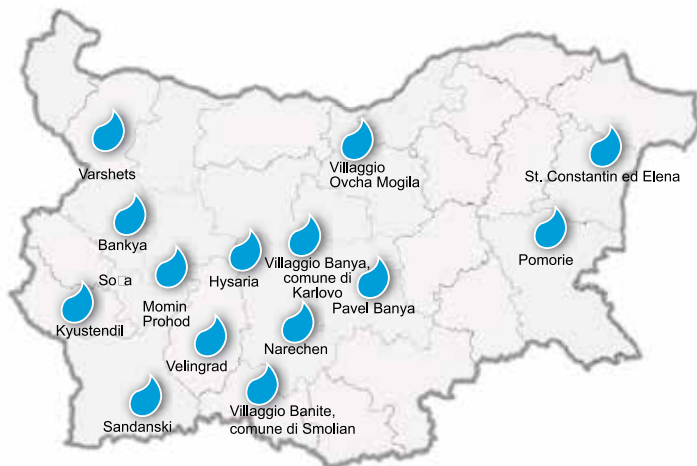 Varshets
Villaggio
Ovcha Mogila
St. Constantin ed Elena
Bankya
Hysaria
Villaggio Banya,
comune di
Karlovo
Pomorie
So□a
Momin
Prohod
Pavel Banya
Kyustendil
Velingrad
Narechen
Sandanski
Villaggio Banite,
comune di Smolian